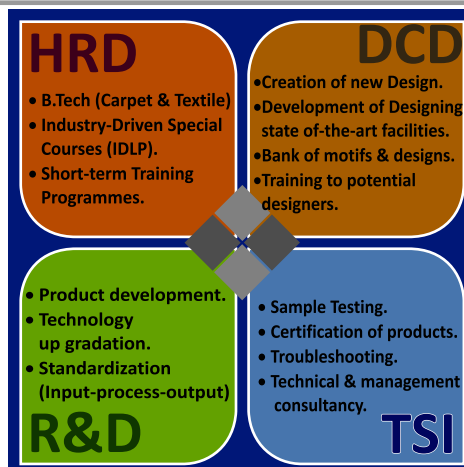 HRD
• B.Tech (Carpet & Textile)
• Industry-Driven Special
Courses (IDLP).
• Short-term Training
Programmes.
DCD
•Creation of new Design.
•Development of Designing
state of-the-art facilities.
•Bank of motifs & designs.
•Training to potential
designers.
• Product development.
• Technology
up gradation.
• Standardization
(Input-process-output)
R&D
• Sample Testing.
• Certification of products.
• Troubleshooting.
• Technical & management
consultancy.
TSI